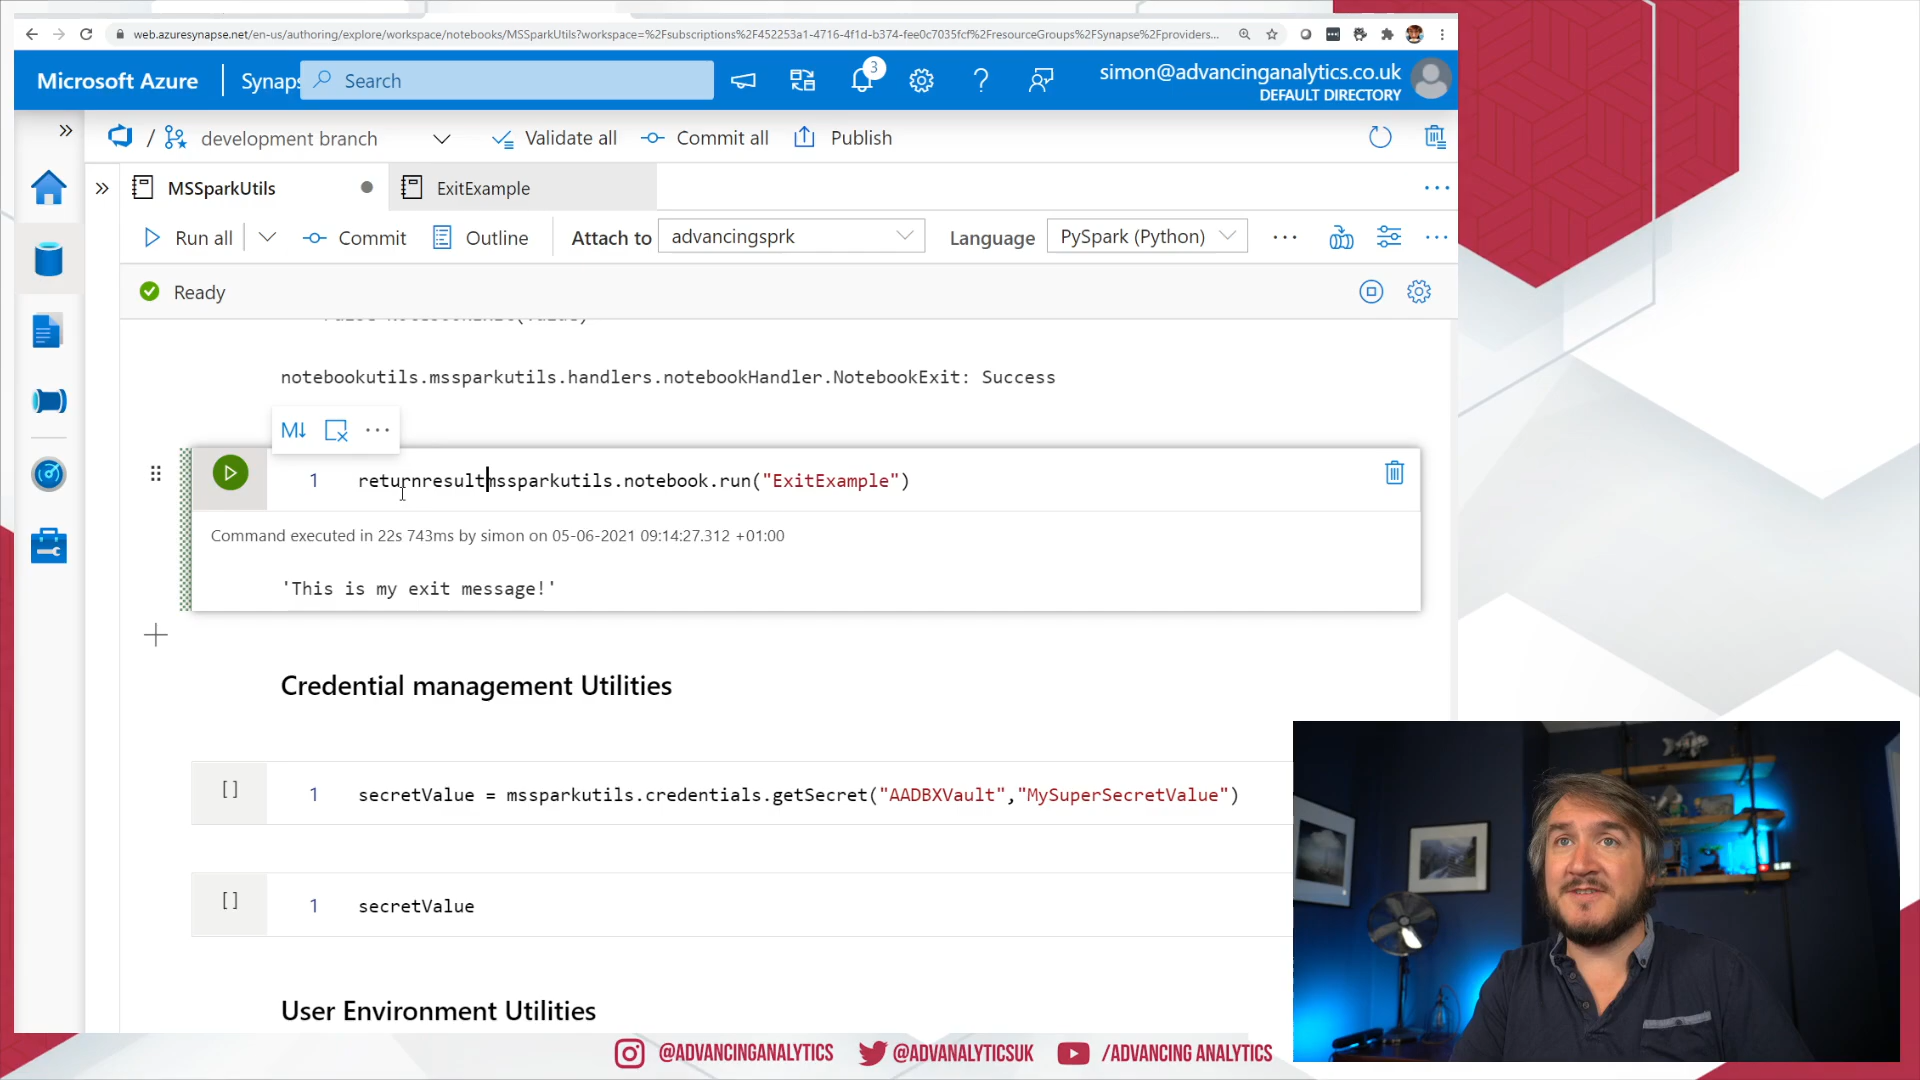 web.azuresynapse.net/en-us/authoring/explore/workspace/notebooks/MSSparkUtils?workspace=%2Fsubscriptions%2F452253a1-4716-4f1d-b374-fee0c7035fcf%2FresourceGroups%2FSynapse%2Fproviders...
Microsoft Azure
Synaps
Search
3
simon@advancinganalytics.co.uk
DEFAULT DIRECTORY
/ development branch
Validate all
Commit all
Publish
MSSparkUtils
ExitExample
Run all
Commit
Outline
Attach to
advancingsprk
Language
PySpark (Python)
Ready
notebookutils.mssparkutils.handlers.notebookHandler.NotebookExit: Success
M↓
1 returnresultmssparkutils.notebook.run("ExitExample")
Command executed in 22s 743ms by simon on 05-06-2021 09:14:27.312 +01:00
'This is my exit message!'
Credential management Utilities
[] 1 secretValue = mssparkutils.credentials.getSecret("AADBXVault","MySuperSecretValue")
[] 1 secretValue
User Environment Utilities
@ADVANCINGANALYTICS
@ADVANALYTICSUK
/ADVANCING ANALYTICS